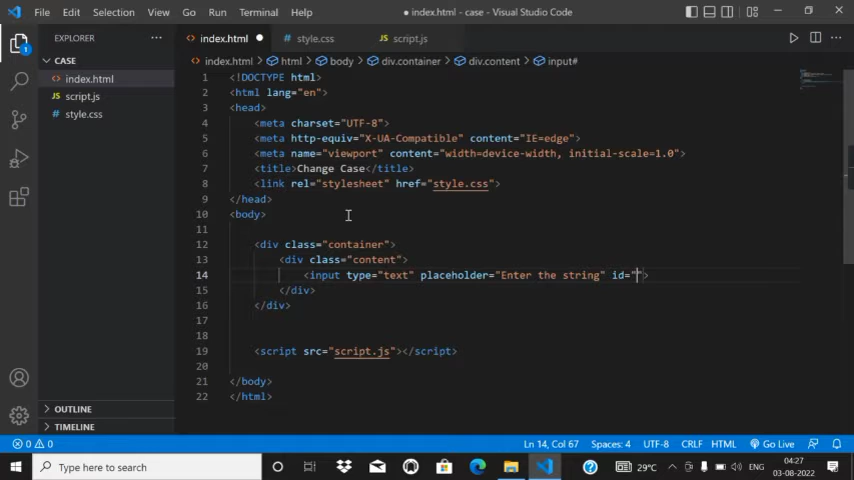 File Edit Selection View Go Run Terminal Help
● index.html - case - Visual Studio Code
EXPLORER
index.html
style.css
JS script.js
CASE
index.html > html > body > div.container > div.content > input#
index.html
JS script.js
style.css
1 <!DOCTYPE html>
2 <html lang="en">
3 <head>
4 <meta charset="UTF-8">
5 <meta http-equiv="X-UA-Compatible" content="IE=edge">
6 <meta name="viewport" content="width=device-width, initial-scale=1.0">
7 <title>Change Case</title>
8 <link rel="stylesheet" href="style.css">
9 </head>
10 <body>
11
12 <div class="container">
13 <div class="content">
14 <input type="text" placeholder="Enter the string" id="">
15 </div>
16 </div>
17
18
19 <script src="script.js"></script>
20
21 </body>
22 </html>
1
OUTLINE
TIMELINE
0 0
Ln 14, Col 67 Spaces: 4 UTF-8 CRLF HTML Go Live
Type here to search
29°C
ENG
04:27
03-08-2022